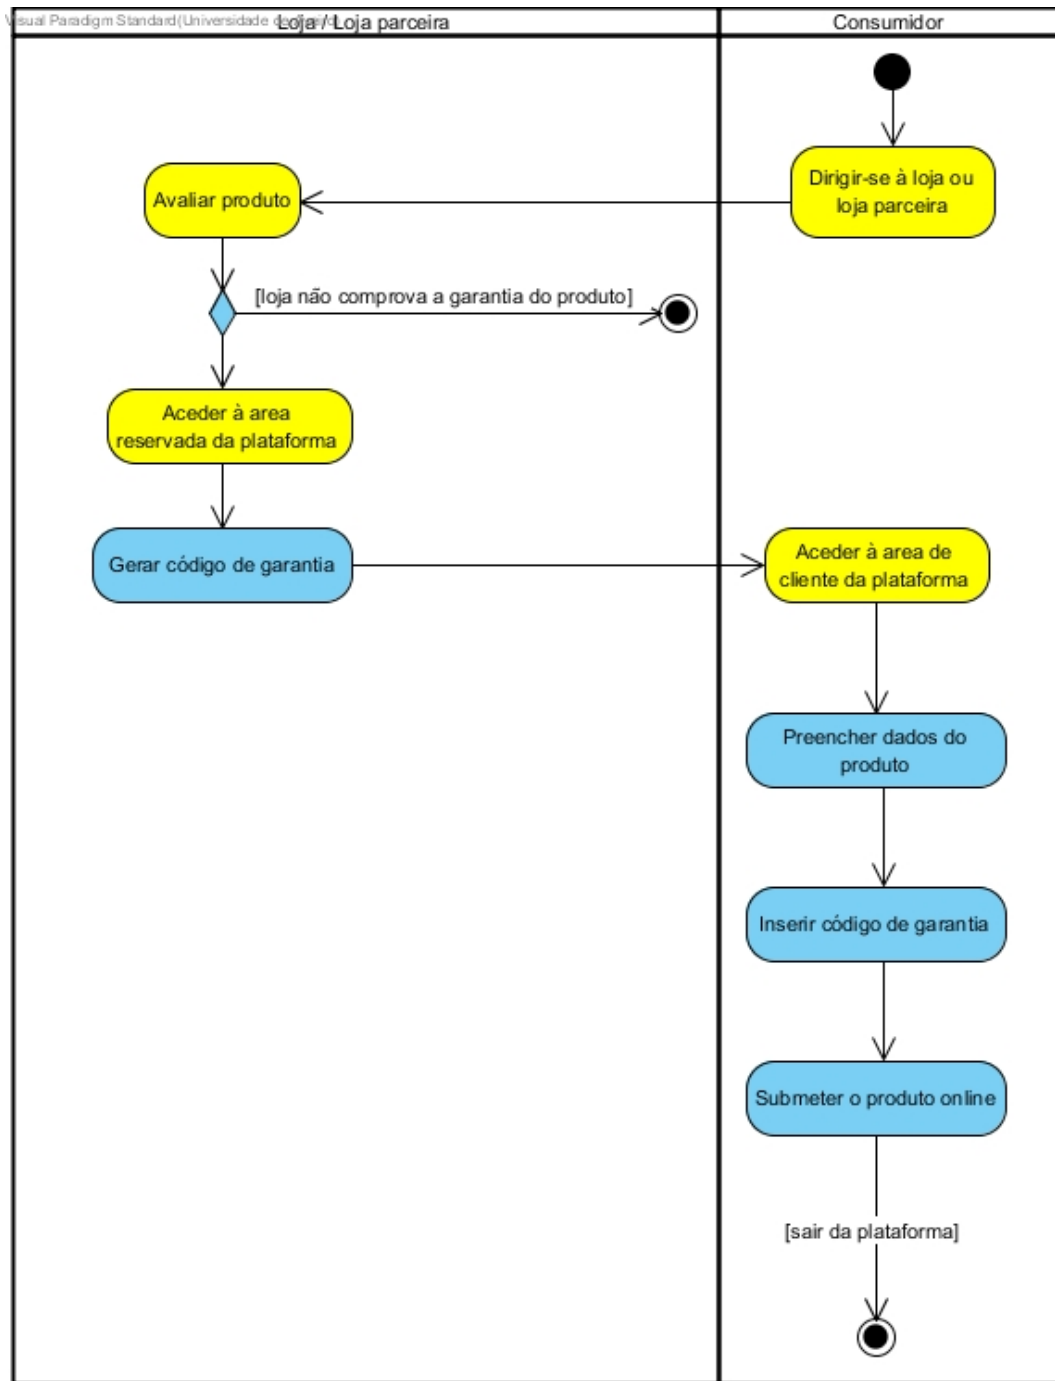 Visual Paradigm Standard(Universidade
Loja / Loja parceira
Consumidor
Dirigir-se à loja ou
loja parceira
Avaliar produto
[loja não comprova a garantia do produto]
Aceder à area
reservada da plataforma
Gerar código de garantia
Aceder à area de
cliente da plataforma
Preencher dados do
produto
Inserir código de garantia
Submeter o produto online
[sair da plataforma]